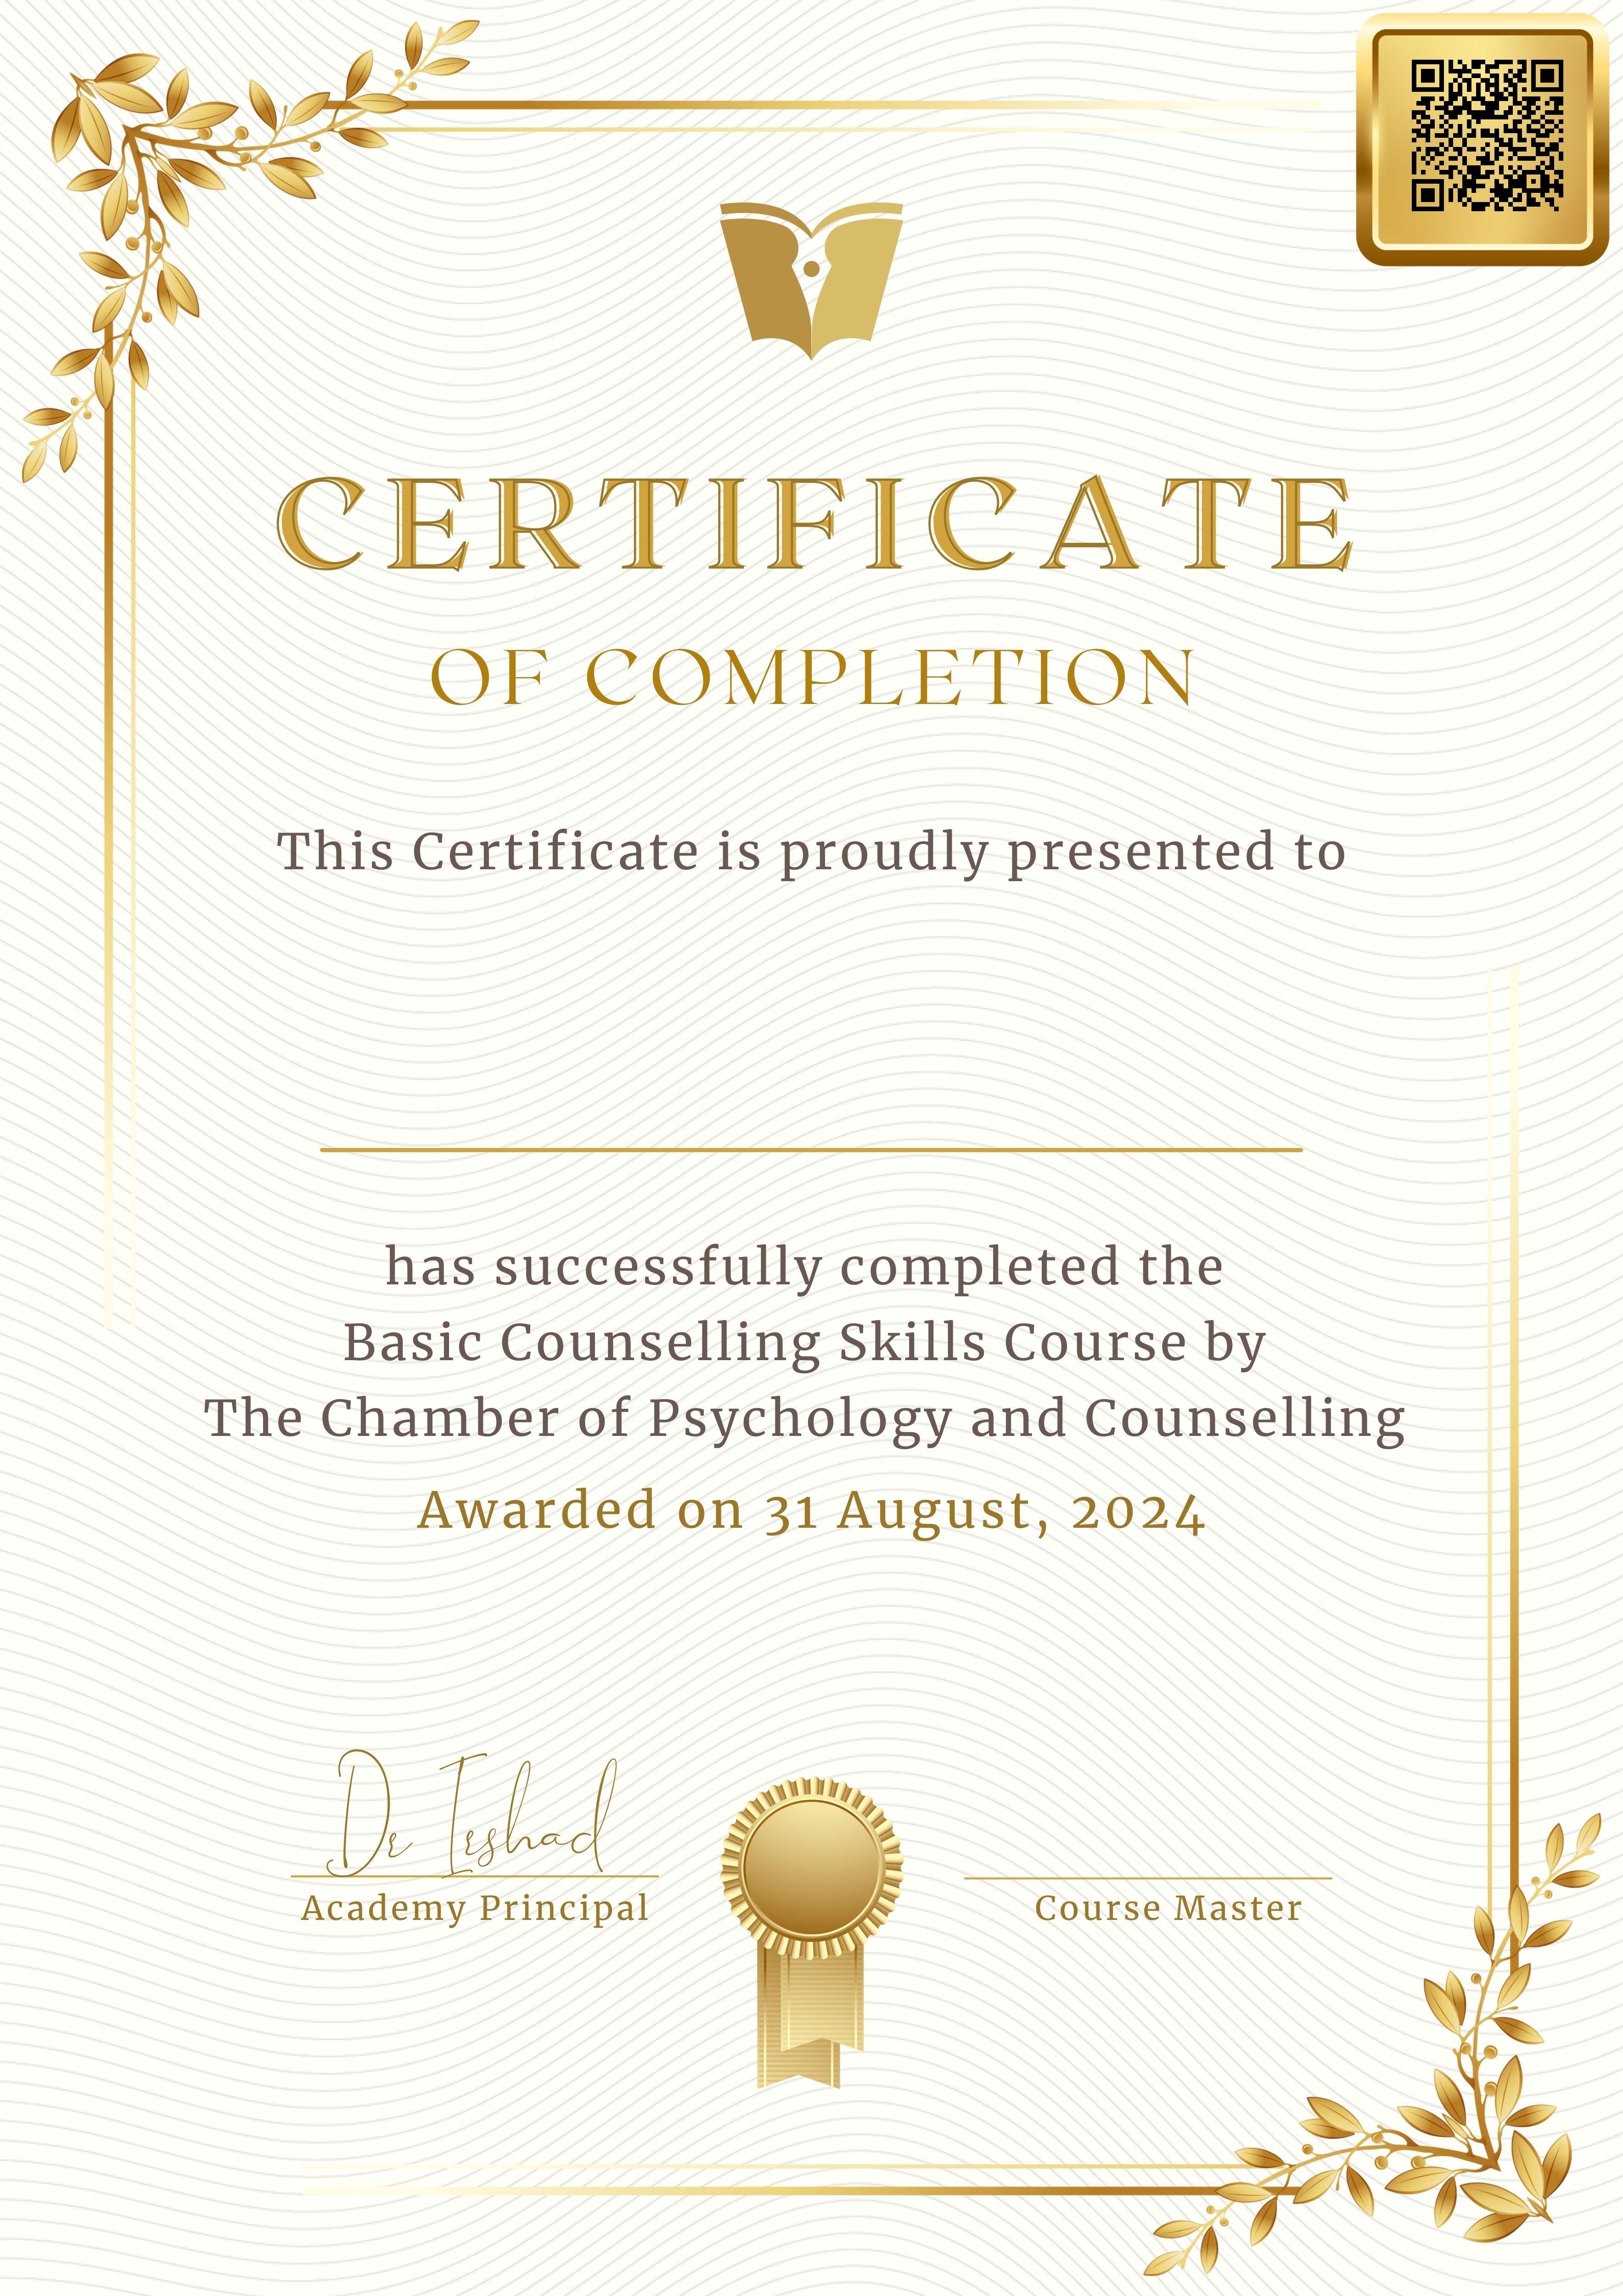 CERTIFICATE
OF COMPLETION
This Certificate is proudly presented to
has successfully completed the
Basic Counselling Skills Course by
The Chamber of Psychology and Counselling
Awarded on 31 August, 2024
Dr Irshad
Academy Principal
Course Master